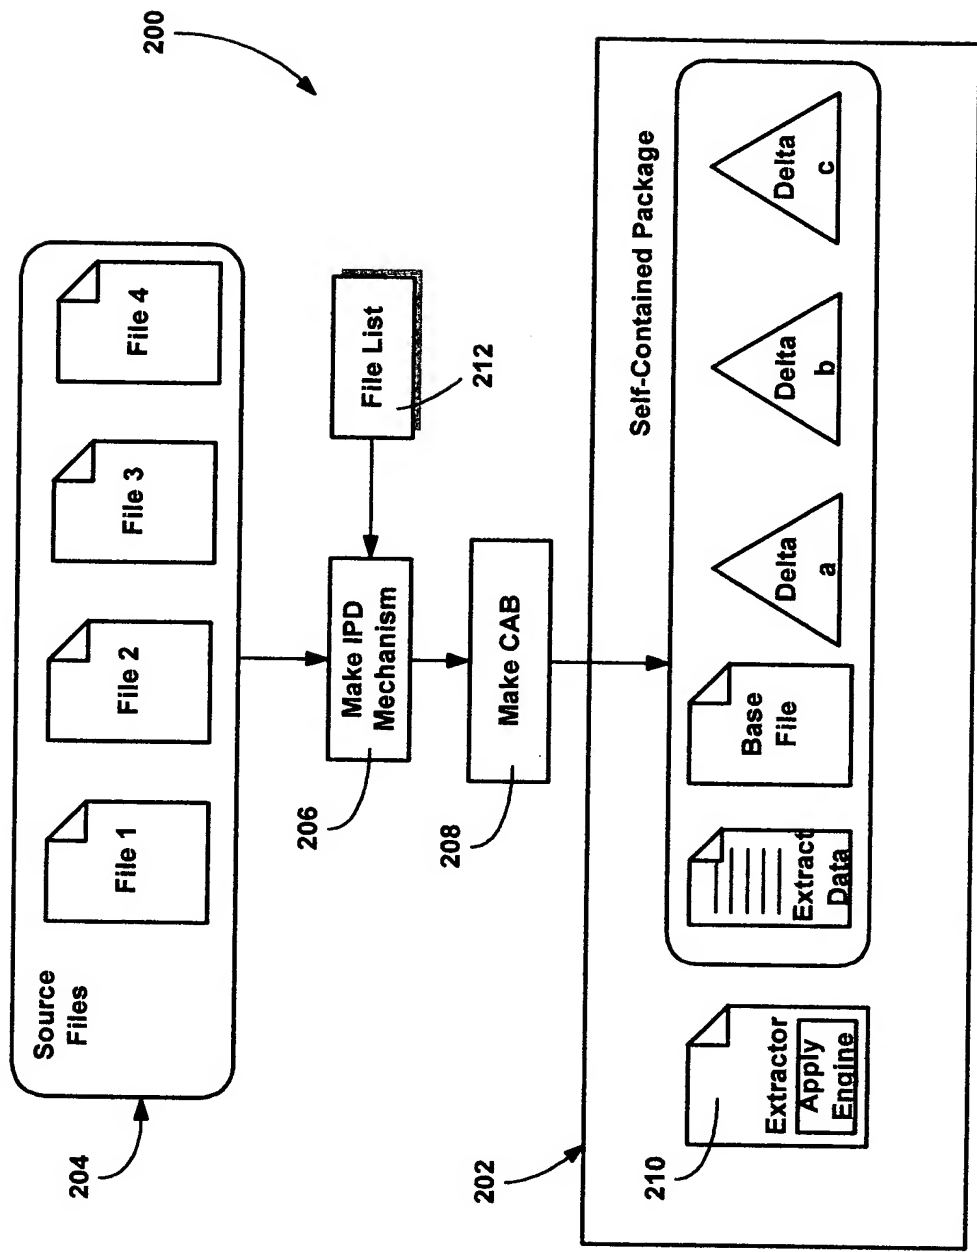 200
204
Source
Files
File 1
File 2
File 3
File 4
206
Make IPD
Mechanism
File List
212
208
Make CAB
202
Self-Contained Package
210
Extractor
Apply
Engine
Extract
Data
Base
File
Delta
a
Delta
b
Delta
c